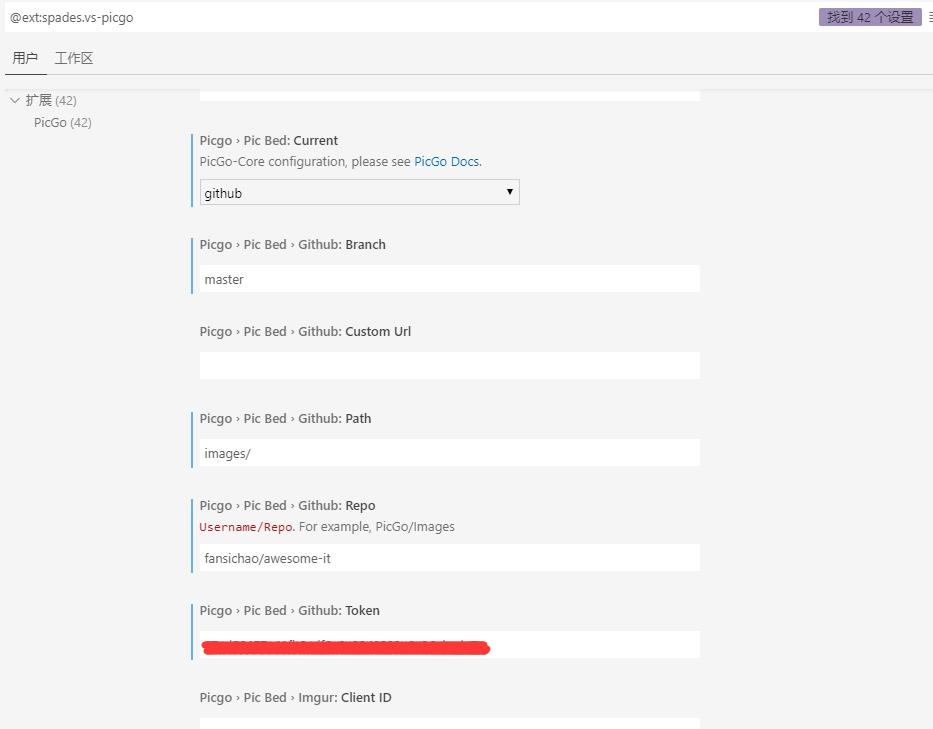 @ext:spades.vs-picgo
找到 42 个设置
用户 工作区
扩展 (42)
PicGo (42)
Picgo › Pic Bed: Current
PicGo-Core configuration, please see PicGo Docs.
github
Picgo › Pic Bed › Github: Branch
master
Picgo › Pic Bed › Github: Custom Url
Picgo › Pic Bed › Github: Path
images/
Picgo › Pic Bed › Github: Repo
Username/Repo. For example, PicGo/Images
fansichao/awesome-it
Picgo › Pic Bed › Github: Token
Picgo › Pic Bed › Imgur: Client ID